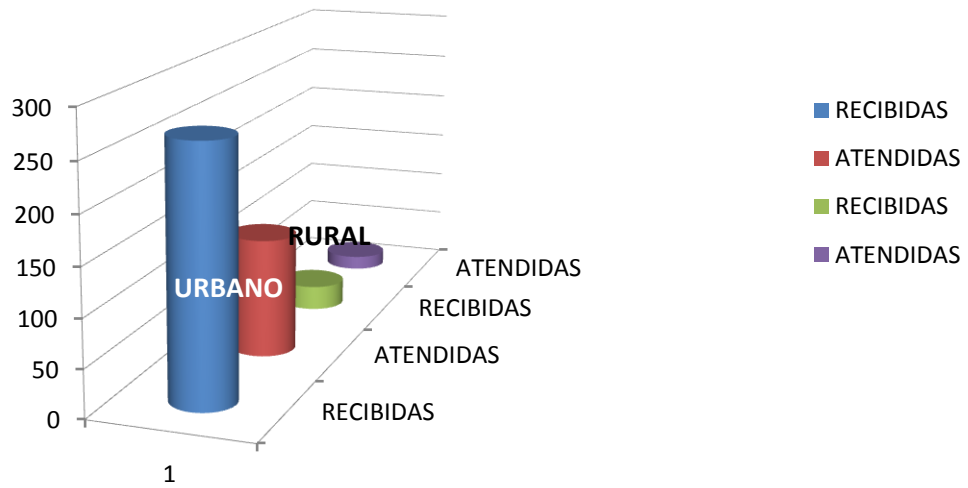 300
250
200
150
100
50
0
URBANO
RURAL
ATENDIDAS
RECIBIDAS
ATENDIDAS
RECIBIDAS
1
RECIBIDAS
ATENDIDAS
RECIBIDAS
ATENDIDAS